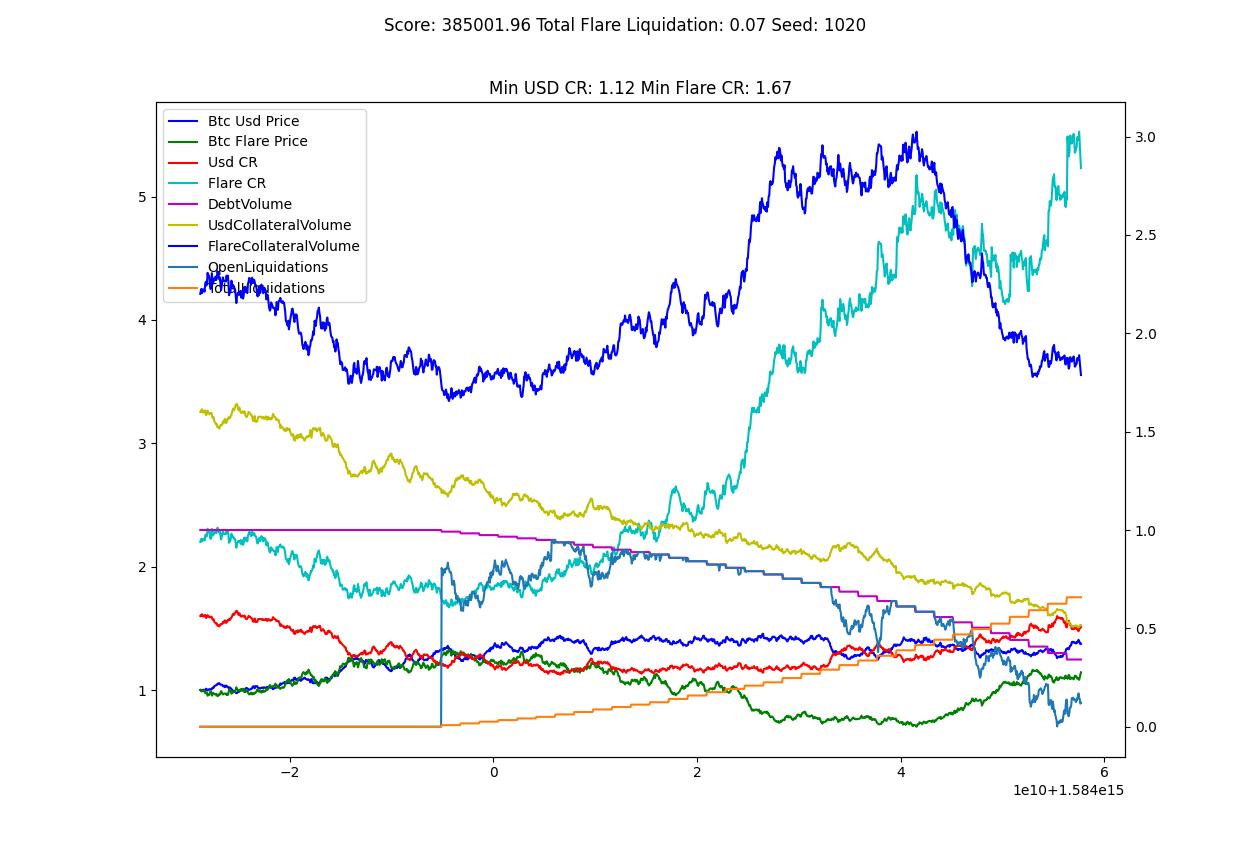 Score: 385001.96 Total Flare Liquidation: 0.07 Seed: 1020
Min USD CR: 1.12 Min Flare CR: 1.67
Btc Usd Price
Btc Flare Price
Usd CR
Flare CR
DebtVolume
UsdCollateralVolume
FlareCollateralVolume
OpenLiquidations
TotalLiquidations
5
4
3
2
1
3.0
2.5
2.0
1.5
1.0
0.5
0.0
−2
0
2
4
6
1e10+1.584e15